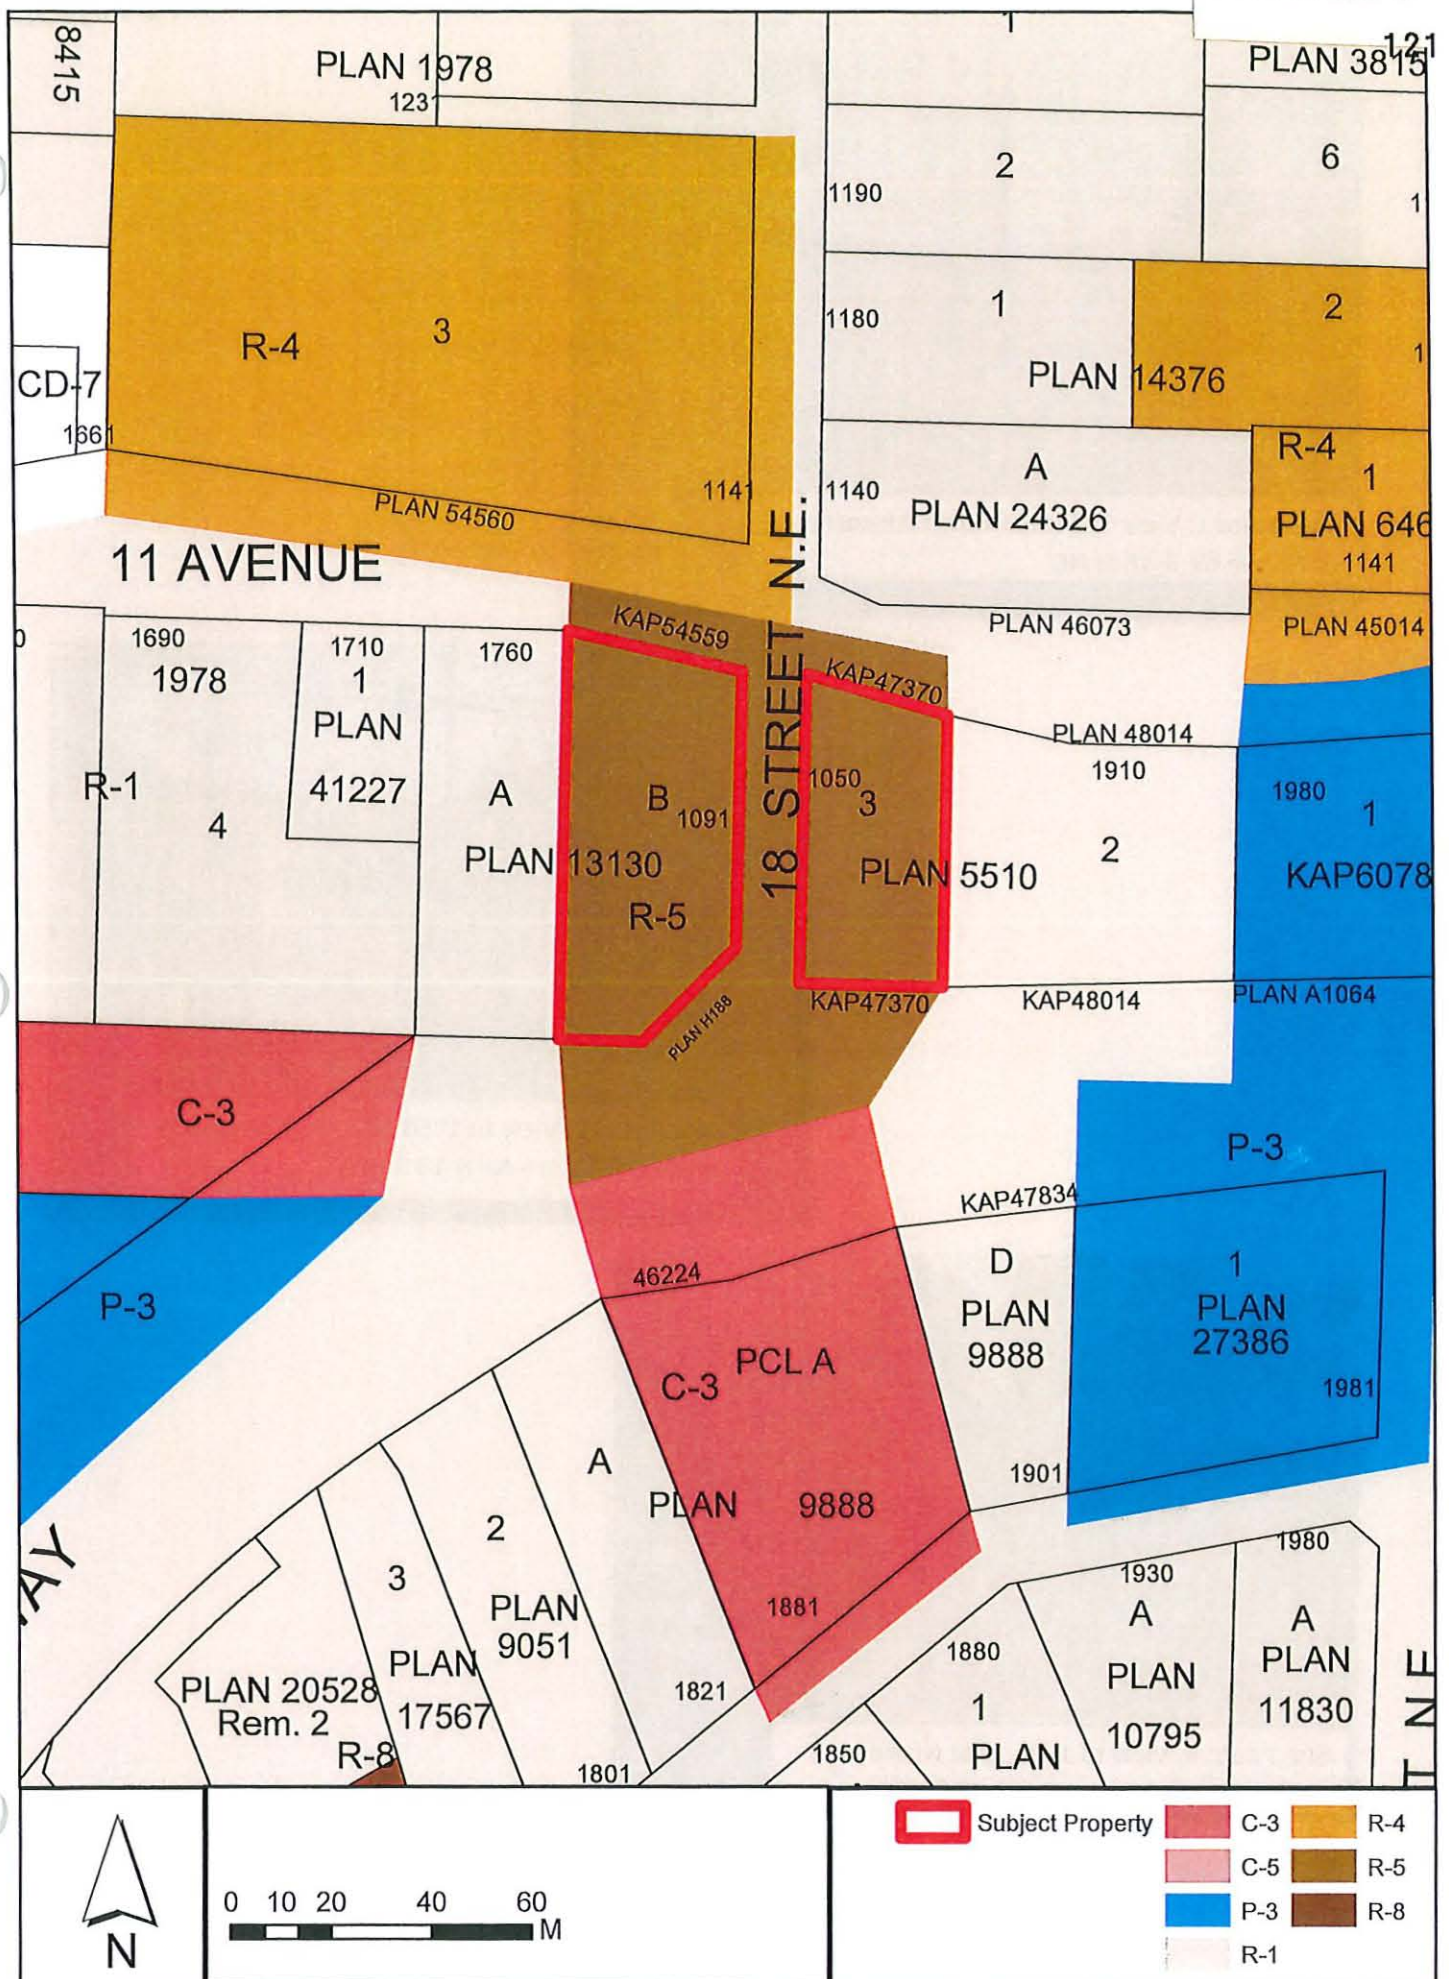 121
8415
PLAN 1978
1231
PLAN 3815
2
6
1190
R-4
3
1
2
1180
CD-7
PLAN 14376
1661
1141
1140
A
PLAN 24326
R-4
1
PLAN 646
1141
PLAN 54560
11 AVENUE
18 STREET N.E.
KAP54559
PLAN 46073
PLAN 45014
1690
1978
1710
1
PLAN
41227
1760
KAP47370
PLAN 48014
1910
R-1
4
A
B
1091
1050
3
2
1980
1
PLAN 13130
R-5
PLAN 5510
KAP6078
PLAN H188
KAP47370
KAP48014
PLAN A1064
C-3
P-3
P-3
KAP47834
46224
D
PLAN
9888
1
PLAN
27386
1981
C-3
PCL A
PLAN 9888
1901
1881
A
2
PLAN
9051
3
PLAN
17567
1821
1801
PLAN 20528
Rem. 2
R-8
1850
1880
1
PLAN
1930
A
PLAN
10795
1980
A
PLAN
11830
T NE
N
0 10 20 40 60
M
Subject Property
C-3
R-4
C-5
R-5
P-3
R-8
R-1